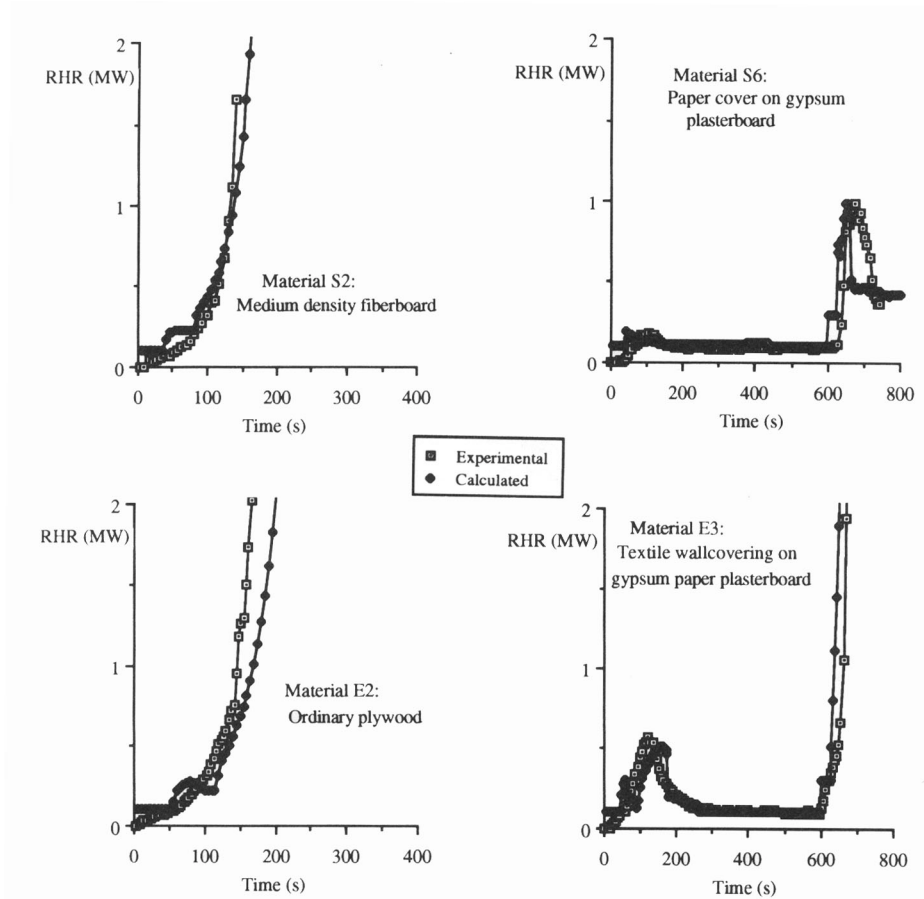 2
RHR (MW)
1
0
Material S2:
Medium density fiberboard
0 100 200 300 400
Time (s)
2
RHR (MW)
1
0
Material S6:
Paper cover on gypsum
plasterboard
0 200 400 600 800
Time (s)
Experimental
Calculated
2
RHR (MW)
1
0
Material E2:
Ordinary plywood
0 100 200 300 400
Time (s)
2
RHR (MW)
1
0
Material E3:
Textile wallcovering on
gypsum paper plasterboard
0 200 400 600 800
Time (s)